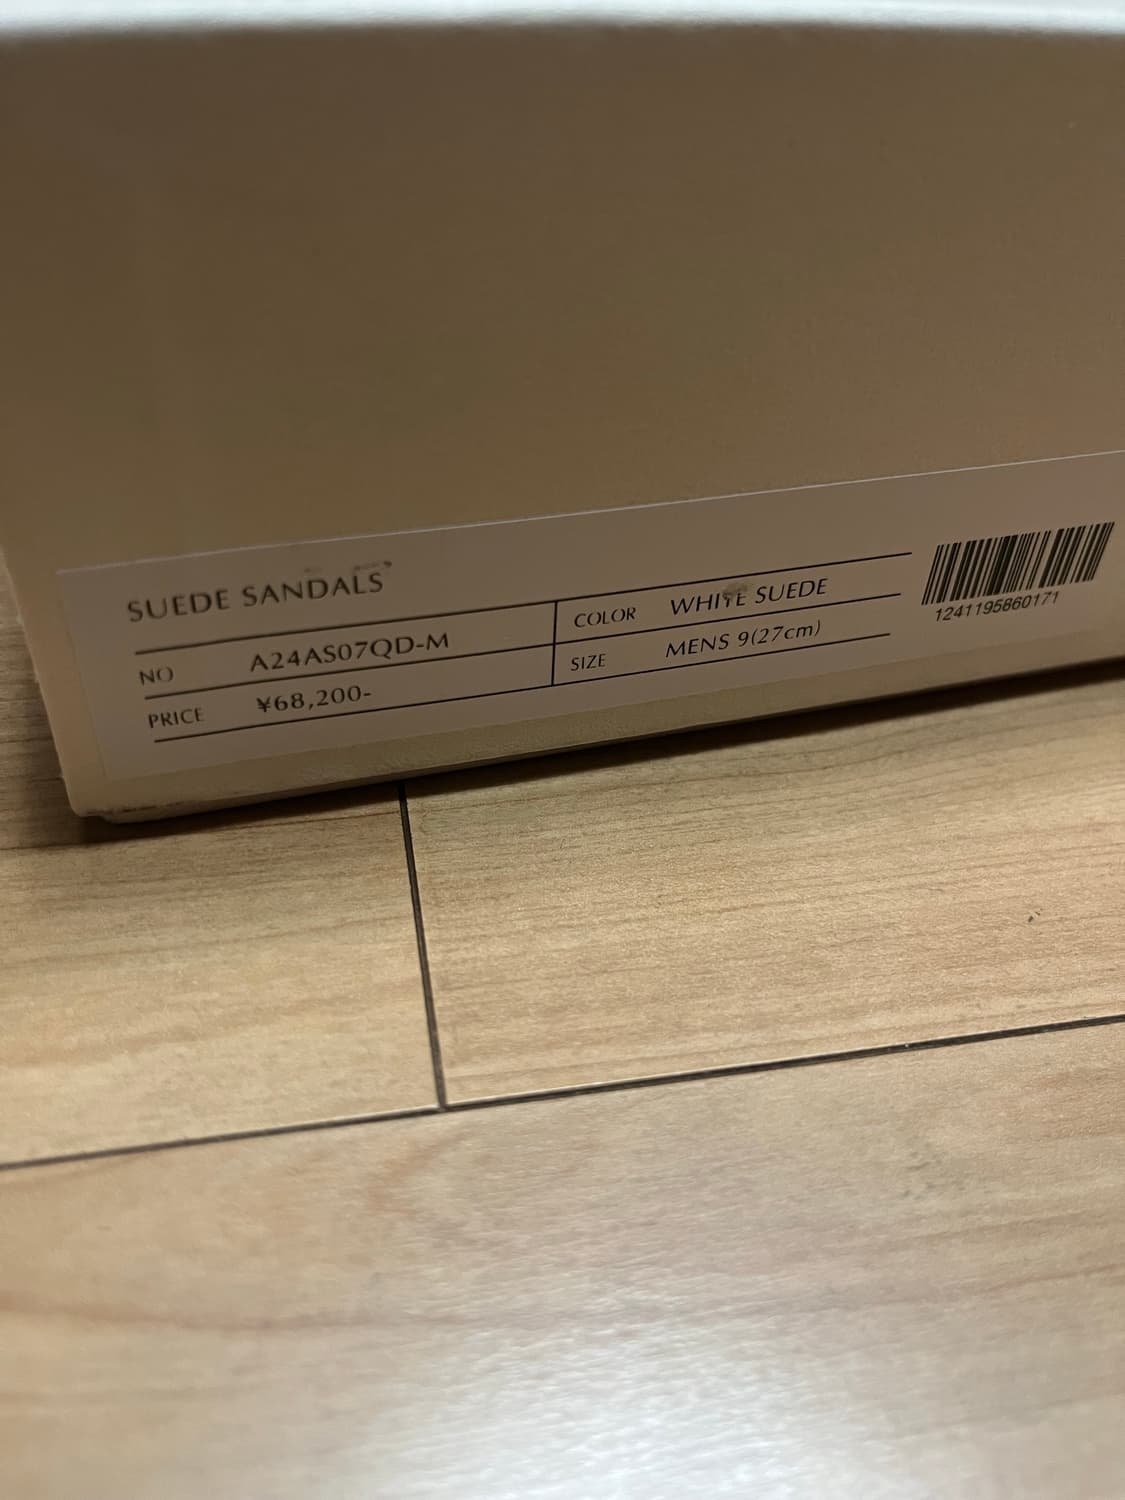 SUEDE SANDALS
NO A24AS07QD-M
PRICE ¥68,200-
COLOR WHITE SUEDE
SIZE MENS 9(27cm)
1241195860171